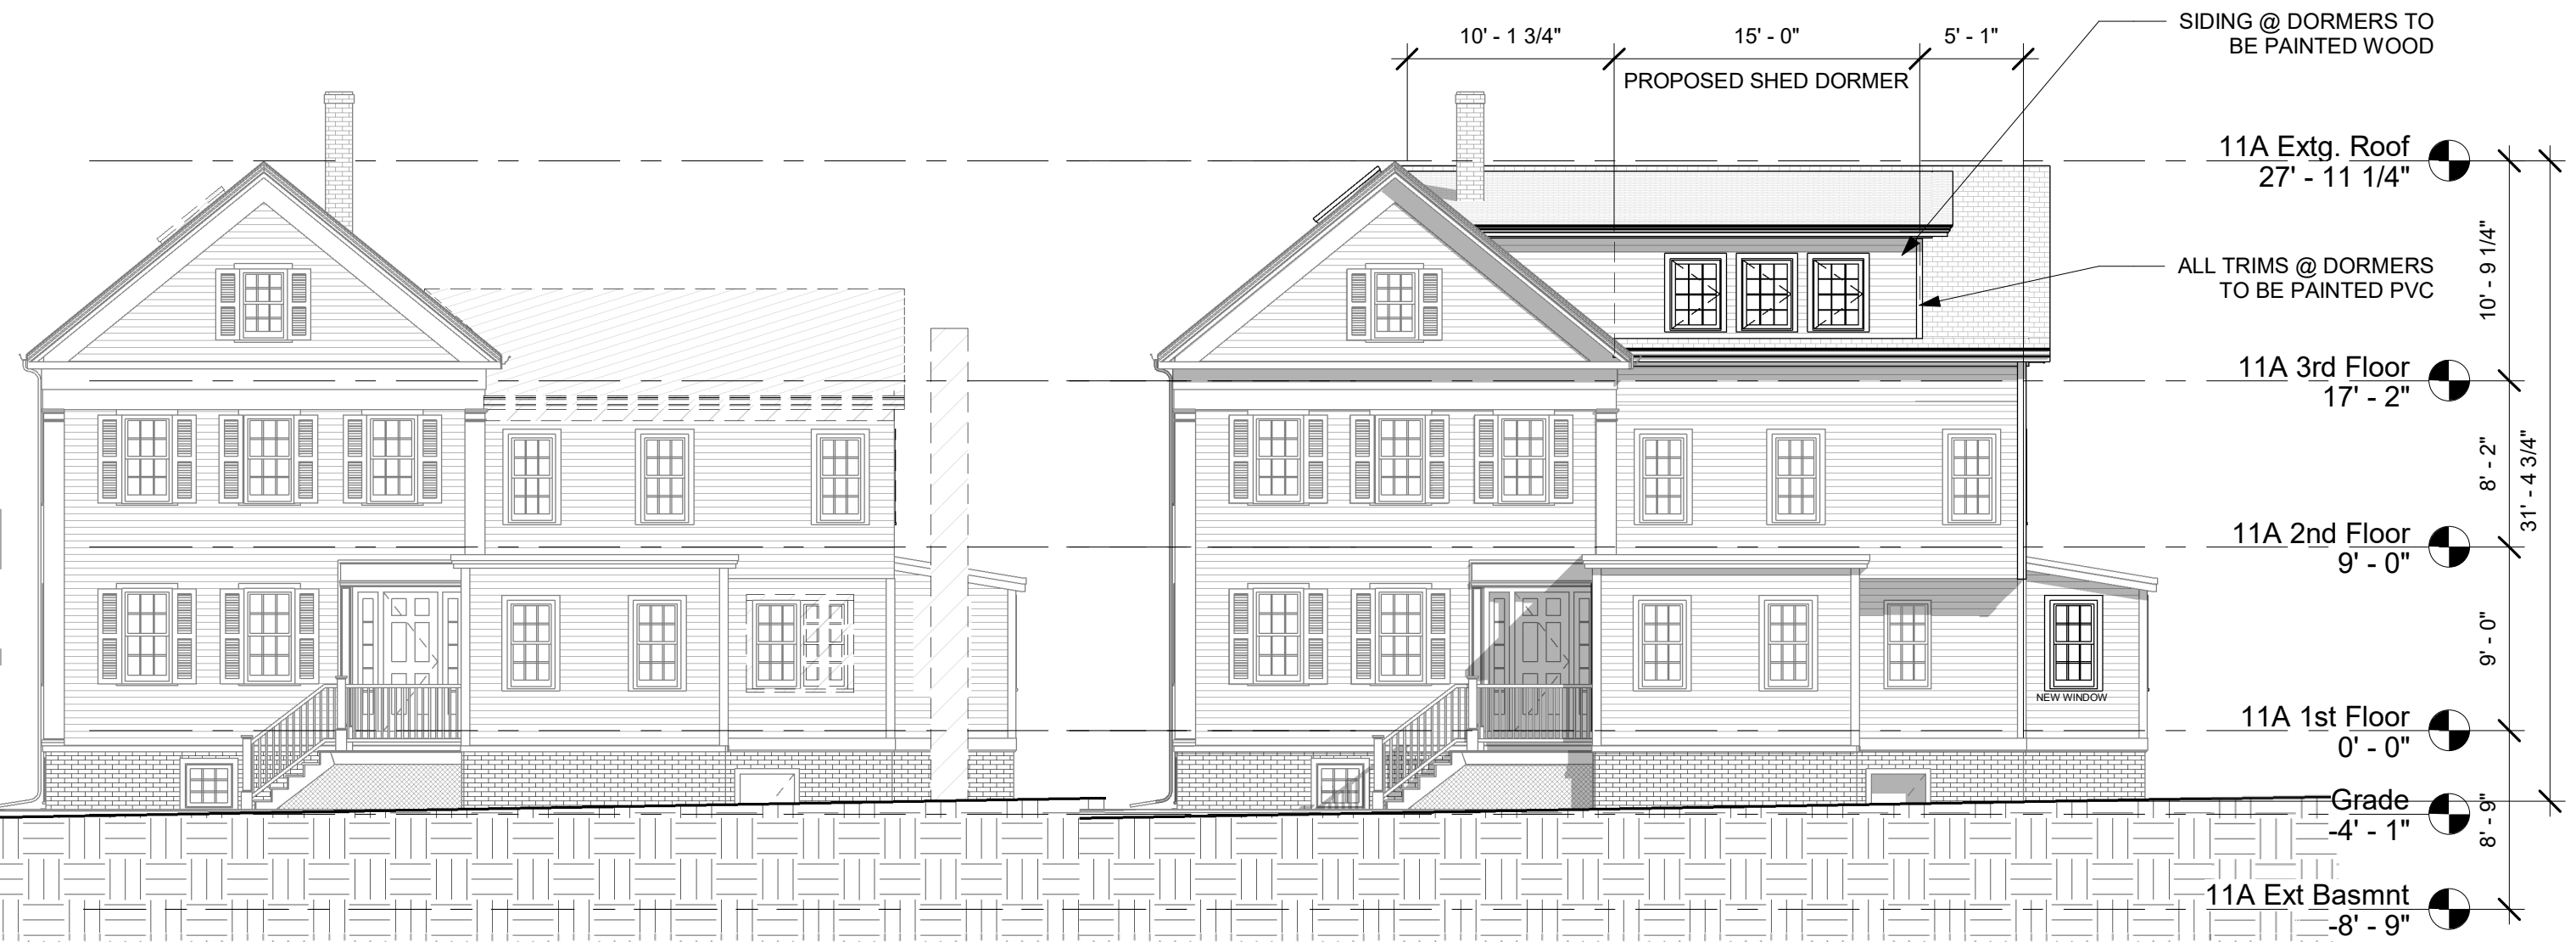 10' - 1 3/4"
15' - 0"
5' - 1"
PROPOSED SHED DORMER
SIDING @ DORMERS TO
BE PAINTED WOOD
11A Extg. Roof
27' - 11 1/4"
10' - 9 1/4"
ALL TRIMS @ DORMERS
TO BE PAINTED PVC
11A 3rd Floor
17' - 2"
8' - 2"
31' - 4 3/4"
11A 2nd Floor
9' - 0"
9' - 0"
NEW WINDOW
11A 1st Floor
0' - 0"
Grade
-4' - 1"
8' - 9"
11A Ext Basmnt
-8' - 9"